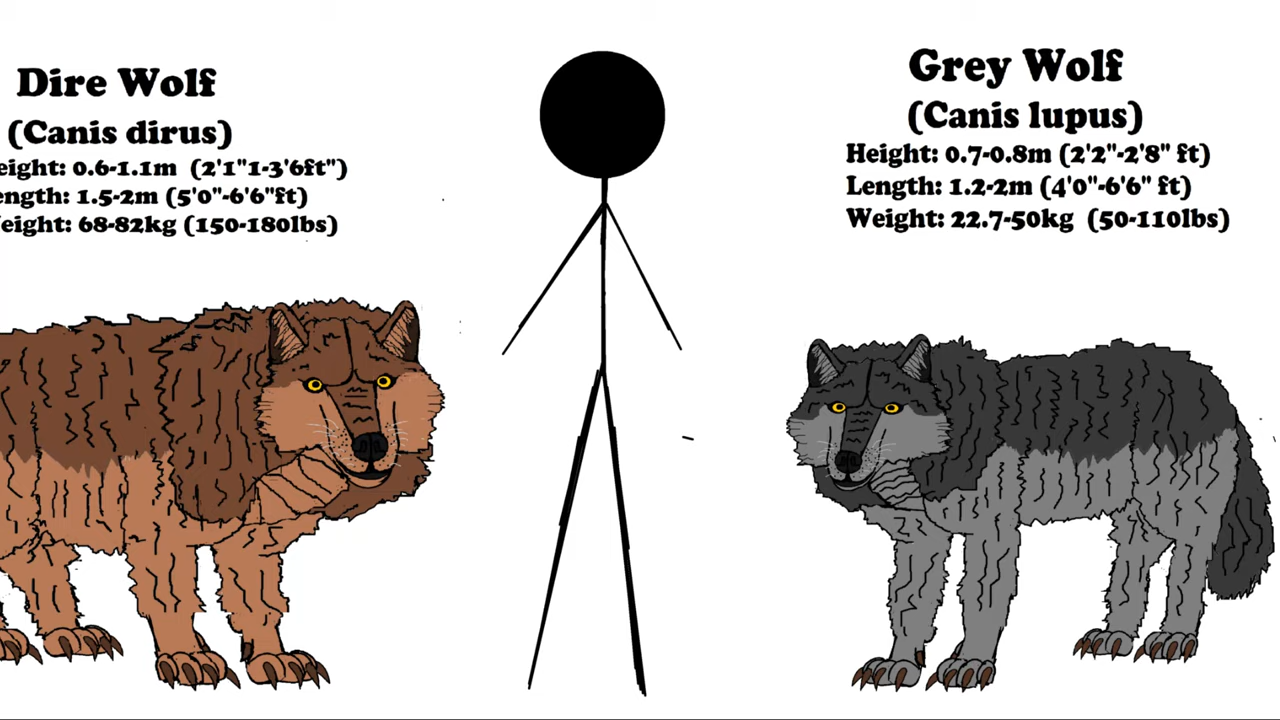 Dire Wolf
(Canis dirus)
eight: 0.6-1.1m (2'1"1-3'6ft")
ength: 1.5-2m (5'0"-6'6"ft)
eight: 68-82kg (150-180lbs)
Grey Wolf
(Canis lupus)
Height: 0.7-0.8m (2'2"-2'8" ft)
Length: 1.2-2m (4'0"-6'6" ft)
Weight: 22.7-50kg (50-110lbs)